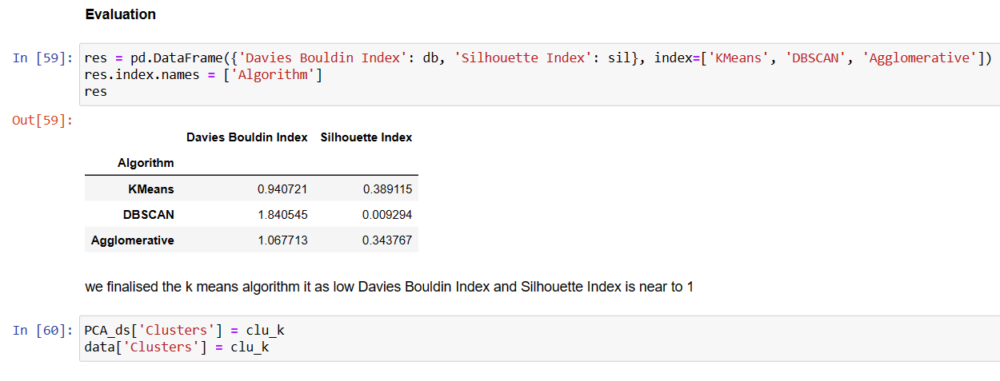 Evaluation
In [59]: res = pd.DataFrame({'Davies Bouldin Index': db, 'Silhouette Index': sil}, index=['KMeans', 'DBSCAN', 'Agglomerative'])
res.index.names = ['Algorithm']
res
Out[59]:
Davies Bouldin Index Silhouette Index
Algorithm
KMeans 0.940721 0.389115
DBSCAN 1.840545 0.009294
Agglomerative 1.067713 0.343767
we finalised the k means algorithm it as low Davies Bouldin Index and Silhouette Index is near to 1
In [60]: PCA_ds['Clusters'] = clu_k
data['Clusters'] = clu_k